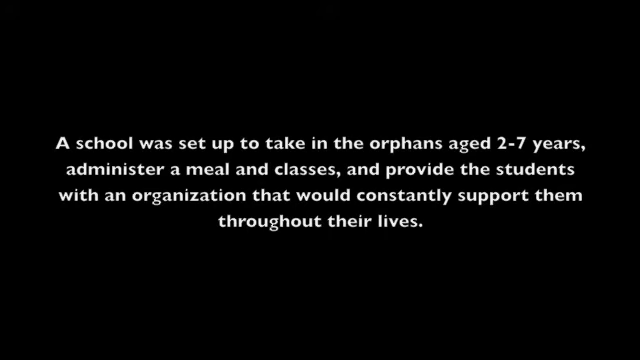 A school was set up to take in the orphans aged 2-7 years,
administer a meal and classes, and provide the students
with an organization that would constantly support them
throughout their lives.